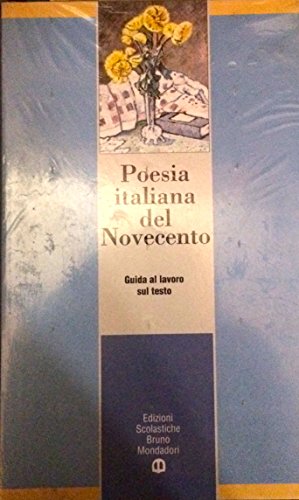 Poesia
italiana
del
Novecento
Guida al lavoro
sul testo
Edizioni
Scolastiche
Bruno
Mondadori